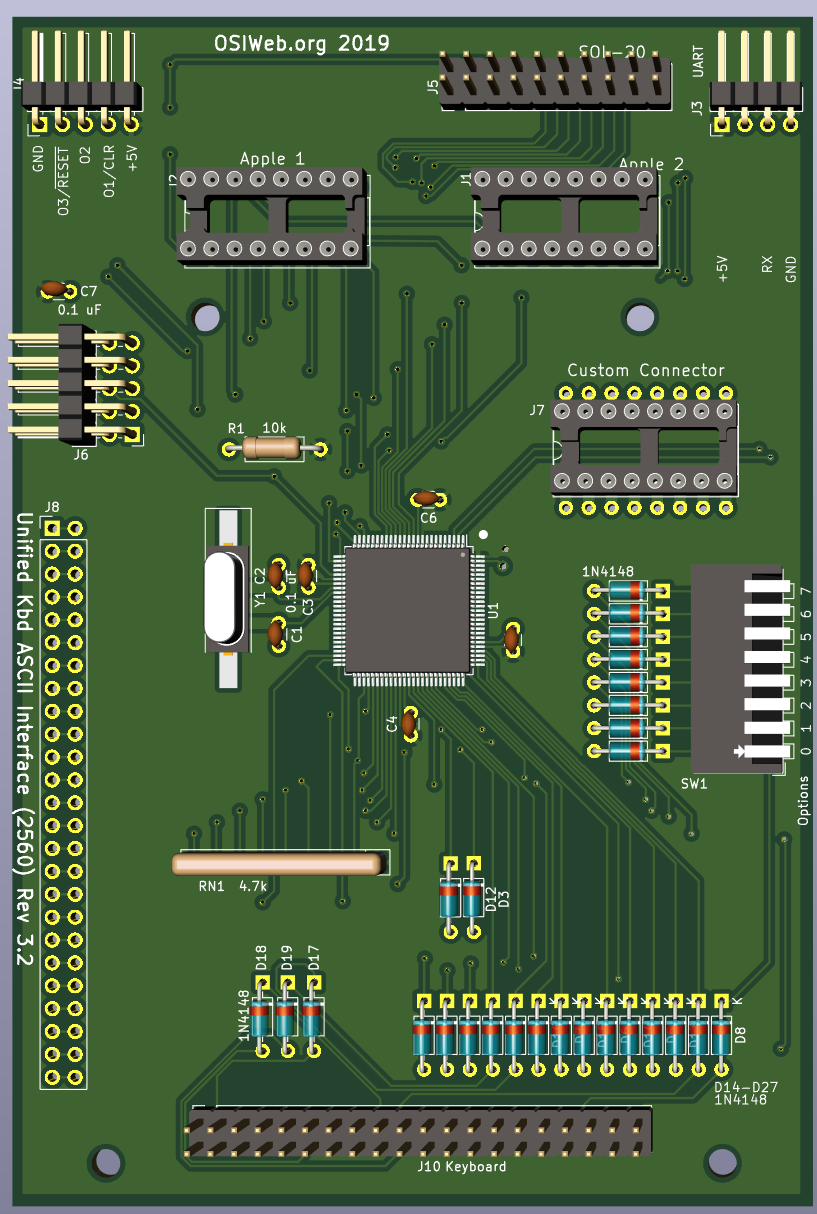 OSIWeb.org 2019
SOL-20
J4
J5
UART
J3
GND
O3/RESET
O2
O1/CLR
+5V
Apple 1
Apple 2
J2
J1
+5V
RX
GND
C7
0.1 uF
Custom Connector
J7
J6
R1 10k
C6
J8
Unified Kbd ASCII Interface (2560) Rev 3.2
Y1
C2
0.1 uF
C3
C1
U1
1N4148
7
6
5
4
3
2
1
0
C4
SW1
Options
RN1 4.7k
D12
D3
D18
D19
D17
1N4148
K
D8
D14-D27
1N4148
J10 Keyboard